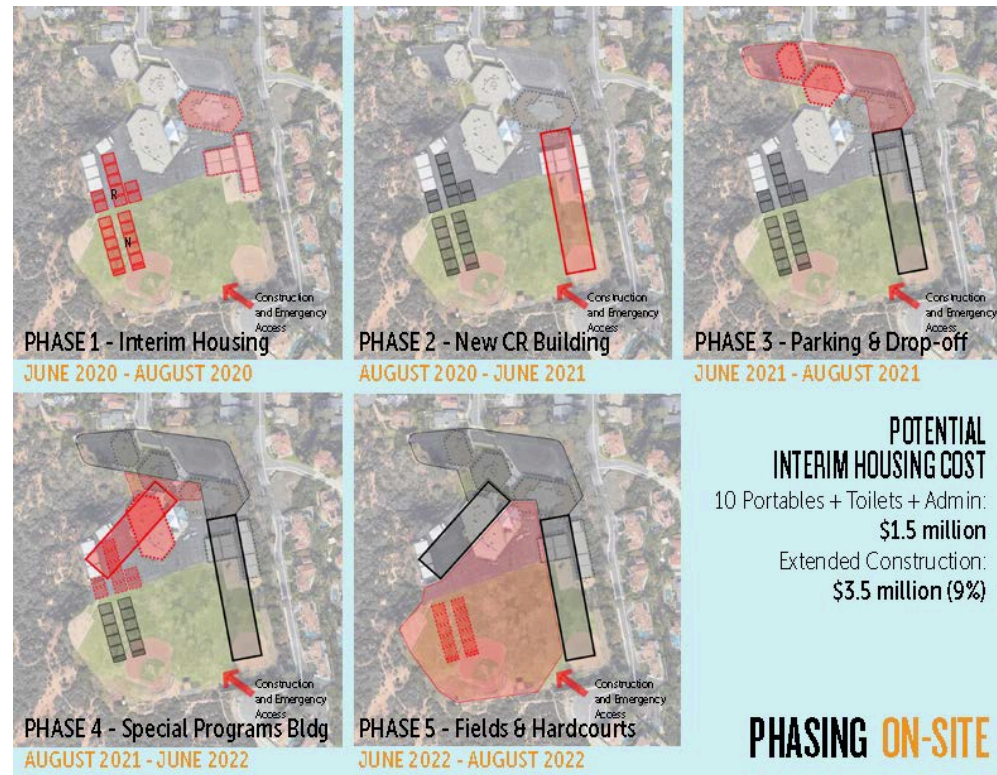 R
N
Construction
and Emergency
Access
PHASE 1 - Interim Housing
JUNE 2020 - AUGUST 2020
Construction
and Emergency
Access
PHASE 2 - New CR Building
AUGUST 2020 - JUNE 2021
Construction
and Emergency
Access
PHASE 3 - Parking & Drop-off
JUNE 2021 - AUGUST 2021
Construction
and Emergency
Access
PHASE 4 - Special Programs Bldg
AUGUST 2021 - JUNE 2022
Construction
and Emergency
Access
PHASE 5 - Fields & Hardcourts
JUNE 2022 - AUGUST 2022
POTENTIAL
INTERIM HOUSING COST
10 Portables + Toilets + Admin:
$1.5 million
Extended Construction:
$3.5 million (9%)
PHASING ON-SITE